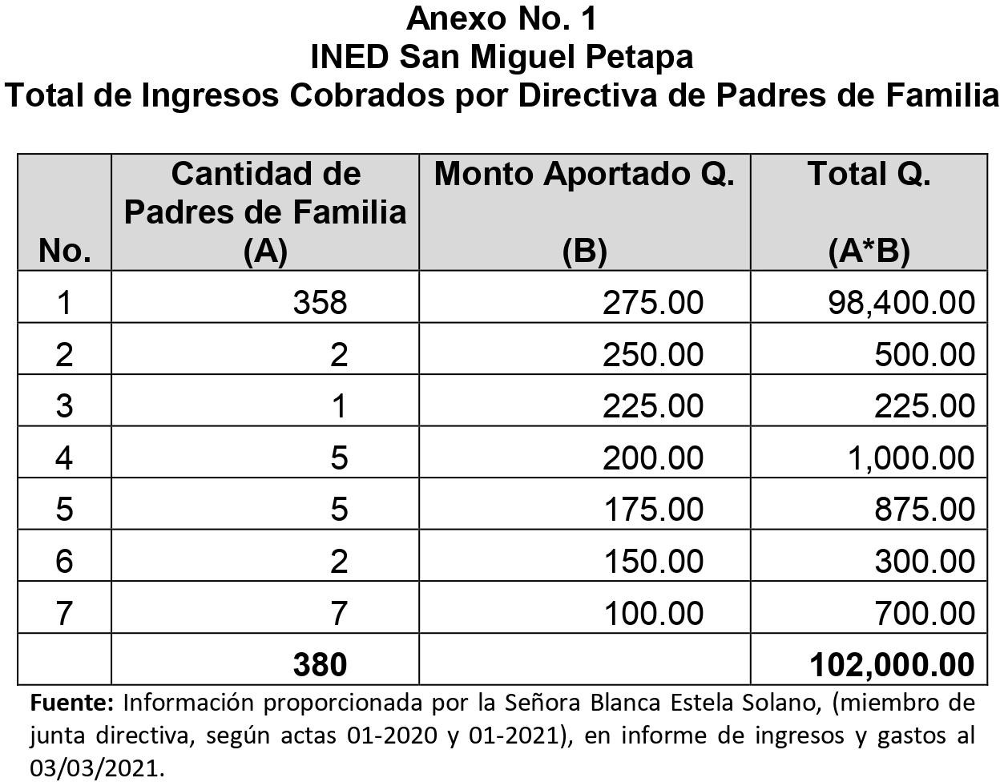 Anexo No. 1
INED San Miguel Petapa
Total de Ingresos Cobrados por Directiva de Padres de Familia
No. Cantidad de Padres de Familia (A) Monto Aportado Q. (B) Total Q. (A*B)
1 358 275.00 98,400.00
2 2 250.00 500.00
3 1 225.00 225.00
4 5 200.00 1,000.00
5 5 175.00 875.00
6 2 150.00 300.00
7 7 100.00 700.00
380 102,000.00
Fuente: Información proporcionada por la Señora Blanca Estela Solano, (miembro de
junta directiva, según actas 01-2020 y 01-2021), en informe de ingresos y gastos al
03/03/2021.